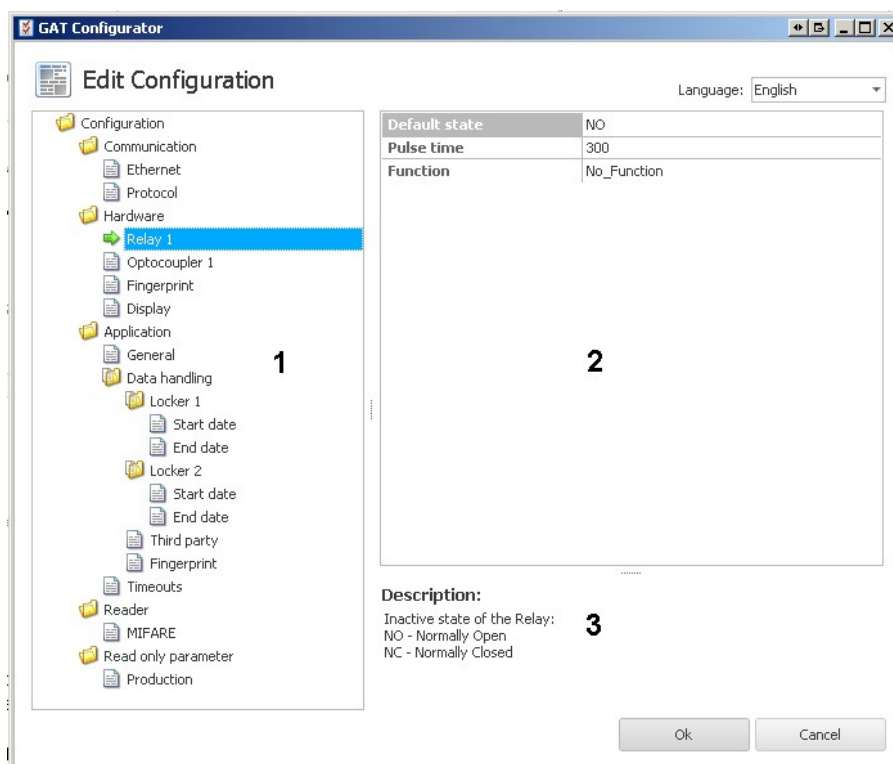 GAT Configurator
Edit Configuration
Language: English
Configuration
Communication
Ethernet
Protocol
Hardware
Relay 1
Optocoupler 1
Fingerprint
Display
Application
General
Data handling
Locker 1
Start date
End date
Locker 2
Start date
End date
Third party
Fingerprint
Timeouts
Reader
MIFARE
Read only parameter
Production
1
Default state NO
Pulse time 300
Function No_Function
2
Description:
Inactive state of the Relay:
NO - Normally Open
NC - Normally Closed
3
Ok Cancel